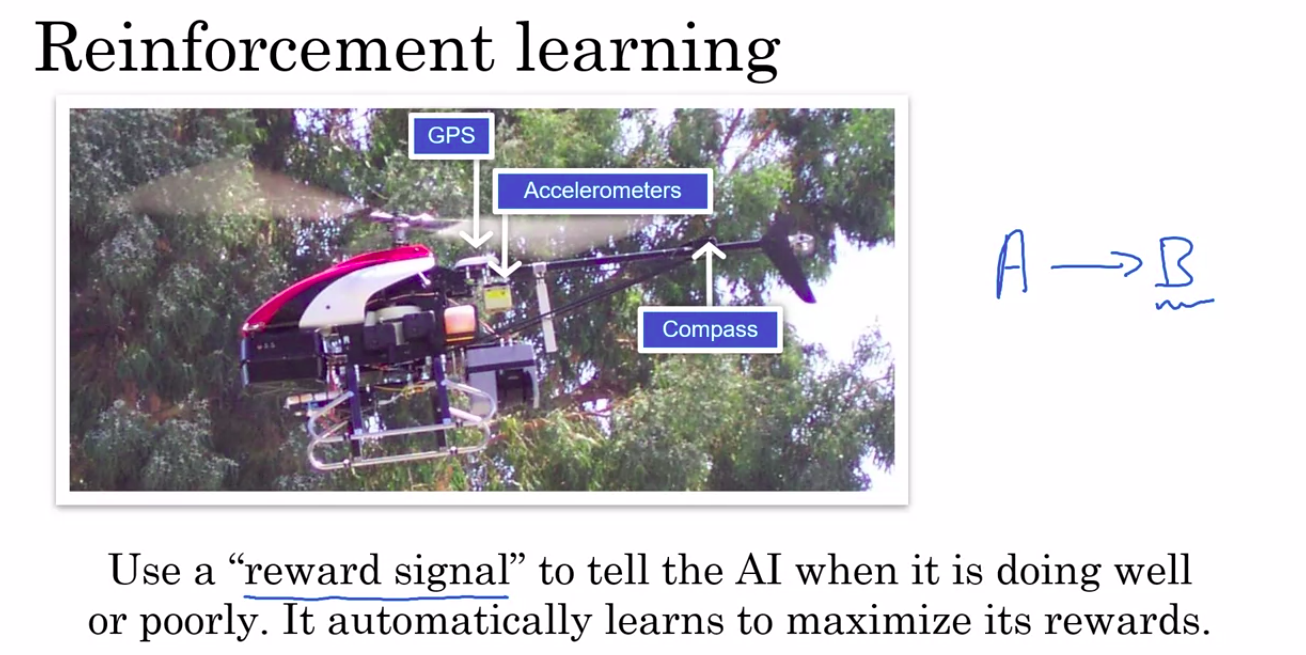 Reinforcement learning
GPS
Accelerometers
Compass
A → B
Use a “reward signal” to tell the AI when it is doing well
or poorly. It automatically learns to maximize its rewards.